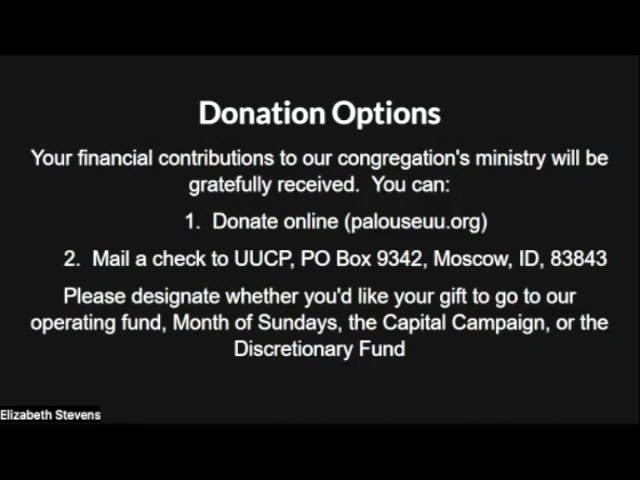 Donation Options
Your financial contributions to our congregation's ministry will be
gratefully received.  You can:
1.  Donate online (palouseuu.org)
2.  Mail a check to UUCP, PO Box 9342, Moscow, ID, 83843
Please designate whether you'd like your gift to go to our
operating fund, Month of Sundays, the Capital Campaign, or the
Discretionary Fund
Elizabeth Stevens